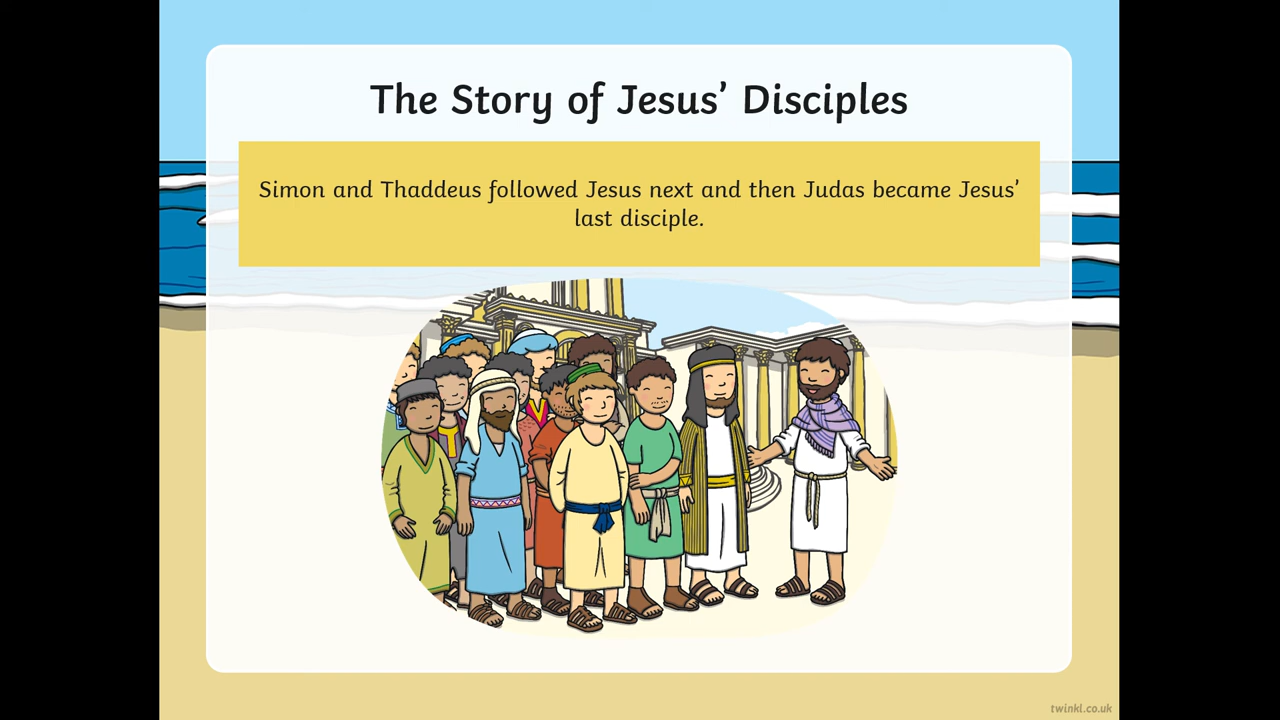 The Story of Jesus’ Disciples
Simon and Thaddeus followed Jesus next and then Judas became Jesus’
last disciple.
twinkl.co.uk